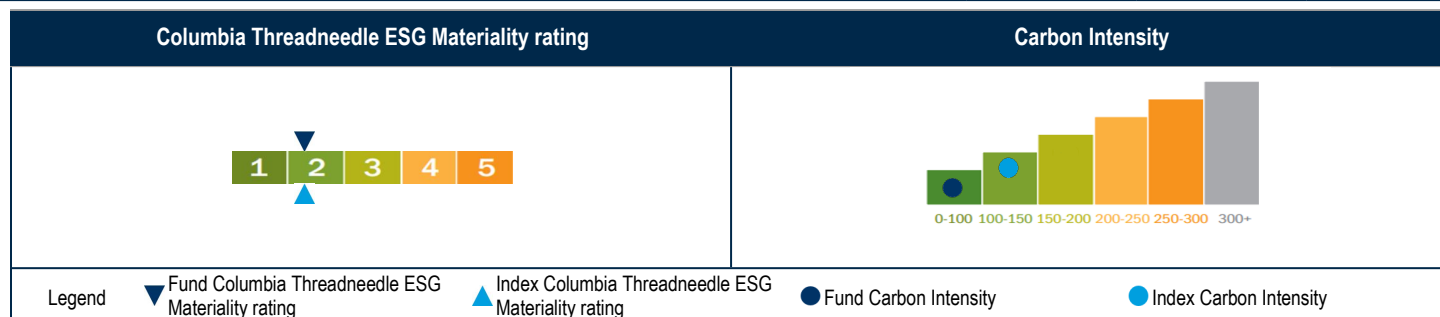 Columbia Threadneedle ESG Materiality rating
Carbon Intensity
1 2 3 4 5
0-100 100-150 150-200 200-250 250-300 300+
Legend
Fund Columbia Threadneedle ESG
Materiality rating
Index Columbia Threadneedle ESG
Materiality rating
Fund Carbon Intensity
Index Carbon Intensity